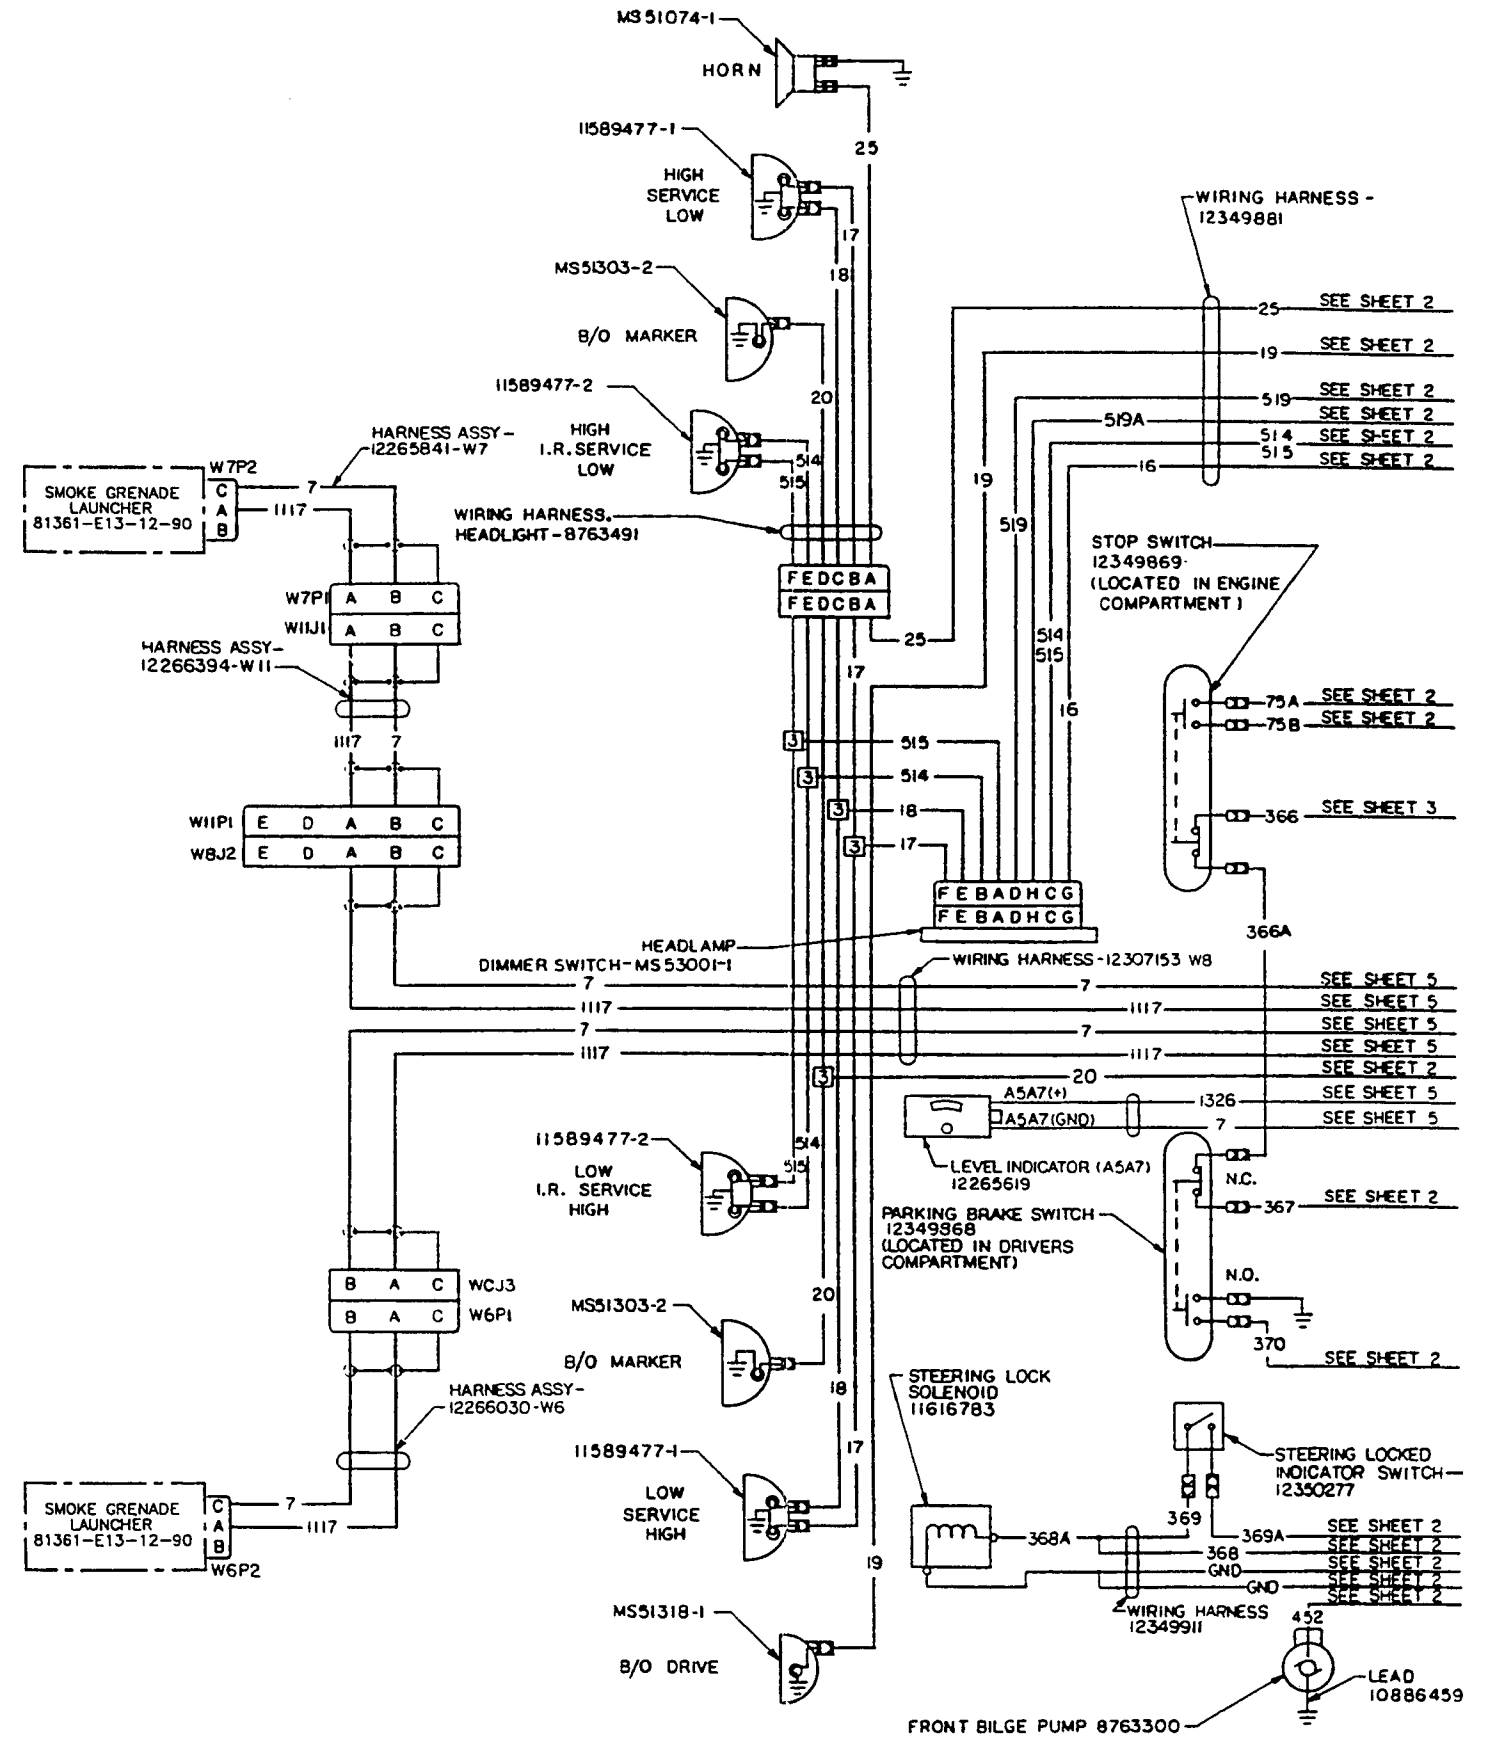 MS51074-1
HORN
25
11589477-1
HIGH
SERVICE
LOW
17
18
MS51303-2
B/O MARKER
20
11589477-2
HIGH
I.R. SERVICE
LOW
514
515
WIRING HARNESS.
HEADLIGHT-8763491
F E D C B A
F E D C B A
WIRING HARNESS -
12349881
25 SEE SHEET 2
19 SEE SHEET 2
519 SEE SHEET 2
519A SEE SHEET 2
514 SEE SHEET 2
515
16 SEE SHEET 2
19
519
514
515
16
25
17
HARNESS ASSY-
12265841-W7
W7P2
SMOKE GRENADE
LAUNCHER
81361-E13-12-90
C
A
B
7
1117
W7P1 A B C
W11J1 A B C
HARNESS ASSY-
12266394-W11
1117 7
W11P1 E D A B C
W8J2 E D A B C
STOP SWITCH
12349869
(LOCATED IN ENGINE
COMPARTMENT)
75A SEE SHEET 2
75B SEE SHEET 2
366 SEE SHEET 3
366A
3 515
3 514
3 18
3 17
F E B A D H C G
F E B A D H C G
HEADLAMP
DIMMER SWITCH-MS53001-1
WIRING HARNESS-12307153 W8
7 7 SEE SHEET 5
1117 1117 SEE SHEET 5
7 7 SEE SHEET 5
1117 1117 SEE SHEET 5
3 20 SEE SHEET 2
A5A7(+) 1326 SEE SHEET 5
A5A7(GND) 7 SEE SHEET 5
LEVEL INDICATOR (A5A7)
12265619
11589477-2
LOW
I.R. SERVICE
HIGH
514
515
N.C.
367 SEE SHEET 2
PARKING BRAKE SWITCH
12349868
(LOCATED IN DRIVERS
COMPARTMENT)
N.O.
370
SEE SHEET 2
B A C WCJ3
B A C W6P1
HARNESS ASSY-
12266030-W6
20
MS51303-2
B/O MARKER
18
17
11589477-1
LOW
SERVICE
HIGH
19
SMOKE GRENADE
LAUNCHER
81361-E13-12-90
C
A
B
W6P2
7
1117
STEERING LOCK
SOLENOID
11616783
STEERING LOCKED
INDICATOR SWITCH-
12350277
369
368A
369A SEE SHEET 2
368 SEE SHEET 2
GND SEE SHEET 2
GND SEE SHEET 2
SEE SHEET 2
WIRING HARNESS
12349911
452
LEAD
10886459
FRONT BILGE PUMP 8763300
MS51318-1
B/O DRIVE